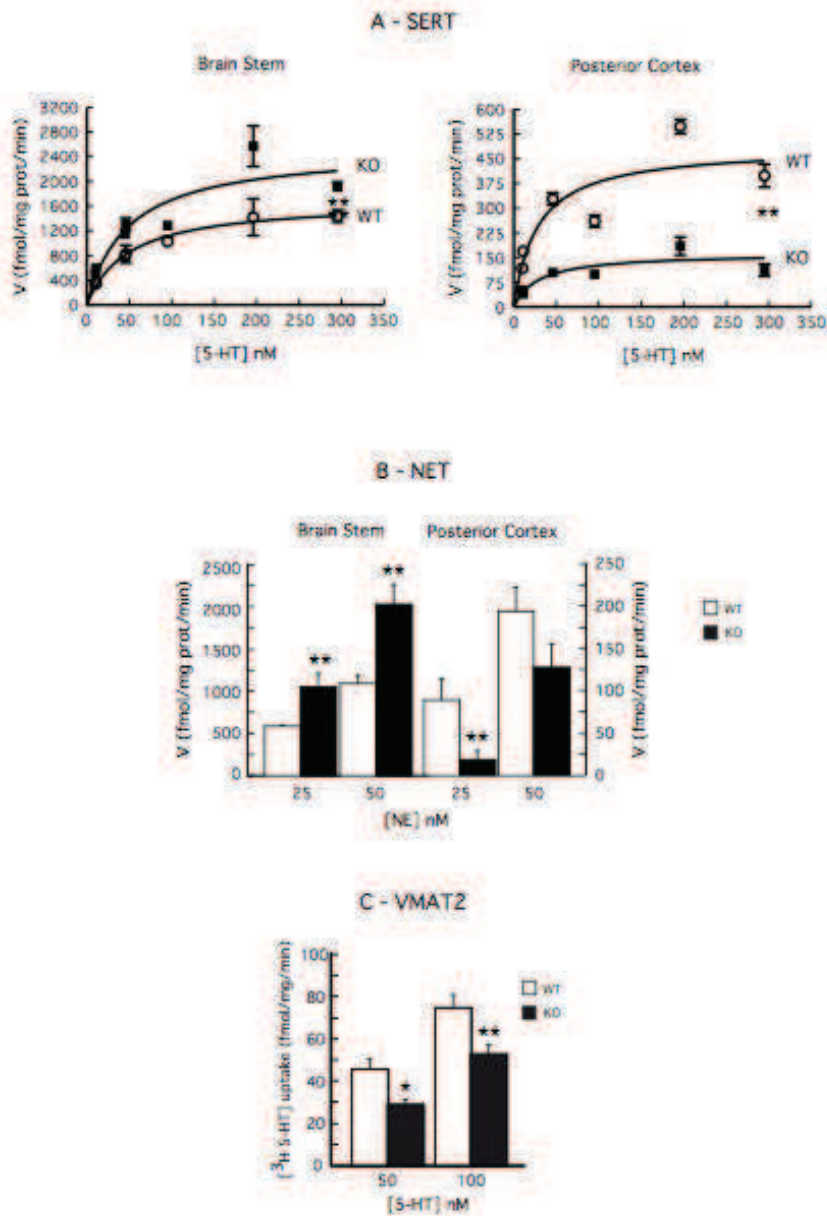 A - SERT
Brain Stem
Posterior Cortex
V (fmol/mg prot/min)
3200
2800
2400
2000
1600
1200
800
400
0
KO
**
WT
0 50 100 150 200 250 300 350
[5-HT] nM
V (fmol/mg prot/min)
600
525
450
375
300
225
150
75
0
WT
**
KO
0 50 100 150 200 250 300 350
[5-HT] nM
B - NET
Brain Stem
Posterior Cortex
V (fmol/mg prot/min)
2500
2000
1500
1000
500
0
**
**
**
250
200
150
100
50
0
V (fmol/mg prot/min)
WT
KO
25 50 25 50
[NE] nM
C - VMAT2
[³H 5-HT] uptake (fmol/mg/min)
100
80
60
40
20
0
*
**
WT
KO
50 100
[5-HT] nM